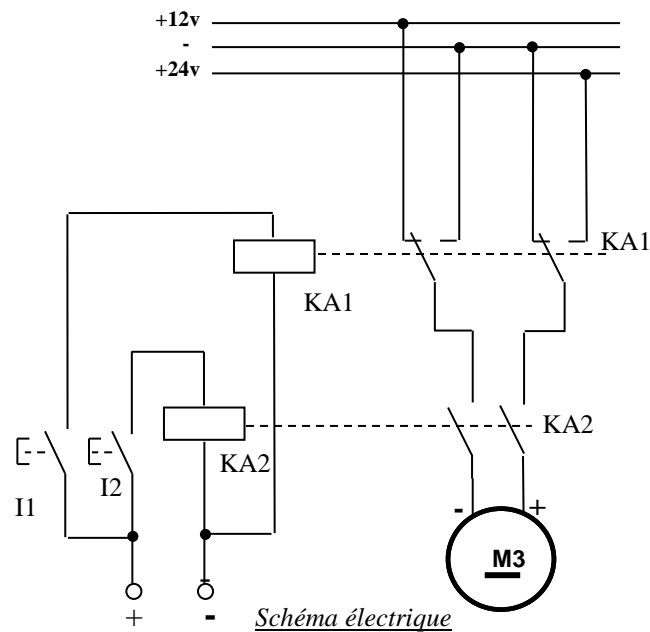 +12v
-
+24v
KA1
KA1
KA2
KA2
I1
I2
- +
M3
+ -
Schéma électrique